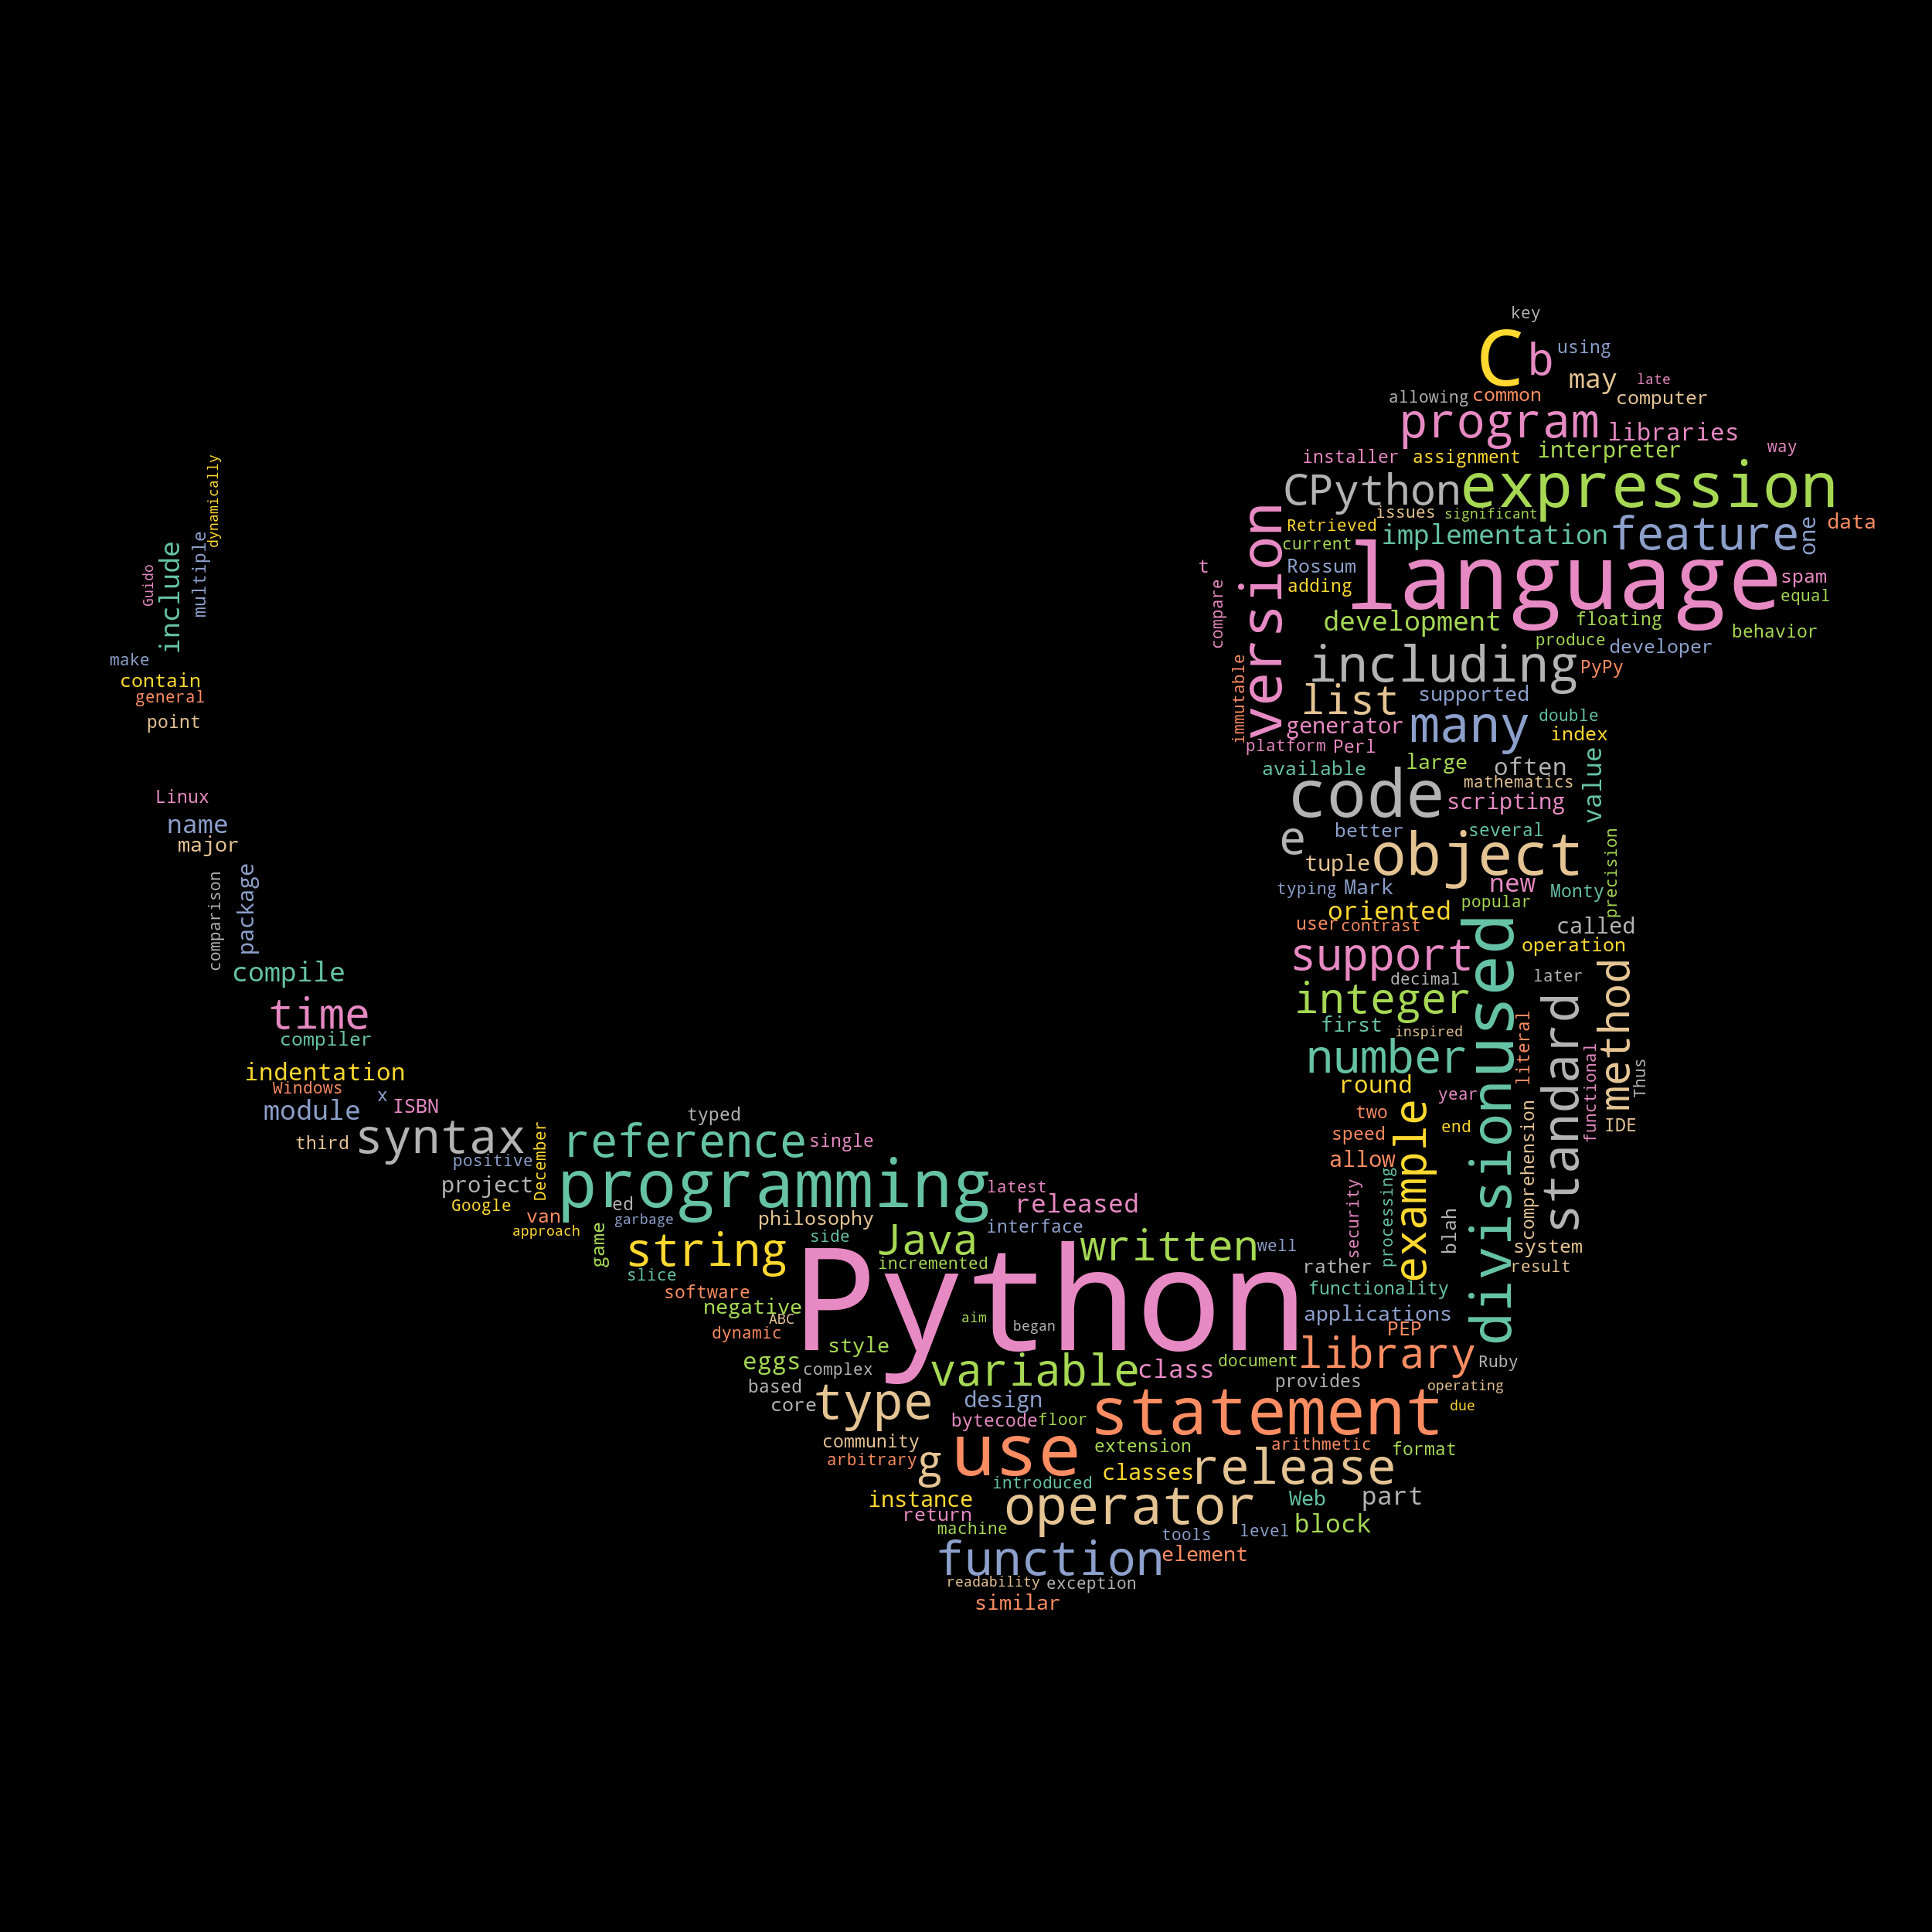 key
C
b
using
may
late
allowing
common
computer
program
libraries
installer
assignment
interpreter
way
CPython
expression
version
Retrieved
issues
significant
implementation
feature
one
data
current
language
t
Rossum
spam
compare
adding
equal
development
floating
behavior
produce
developer
immutable
including
PyPy
list
supported
generator
many
double
index
platform
Perl
available
large
often
value
mathematics
code
scripting
e
better
several
precision
tuple
object
typing
Mark
new
Monty
oriented
popular
user
contrast
used
called
operation
support
decimal
later
method
integer
standard
first
inspired
literal
number
functional
round
year
Thus
two
example
end
comprehension
IDE
speed
allow
division
security
processing
blah
system
rather
result
functionality
applications
PEP
library
Ruby
dynamically
multiple
include
Guido
make
contain
general
point
Linux
name
major
package
comparison
compile
time
compiler
indentation
Windows
x
module
ISBN
third
syntax
December
typed
reference
single
positive
project
programming
latest
Google
ed
released
van
garbage
philosophy
interface
approach
game
string
side
Java
written
well
slice
incremented
software
Python
negative
ABC
aim
began
dynamic
style
eggs
complex
variable
class
document
based
provides
operating
core
type
design
statement
due
bytecode
floor
community
use
extension
arithmetic
format
arbitrary
g
classes
release
introduced
instance
operator
Web
part
return
machine
tools
level
block
function
element
readability
exception
similar